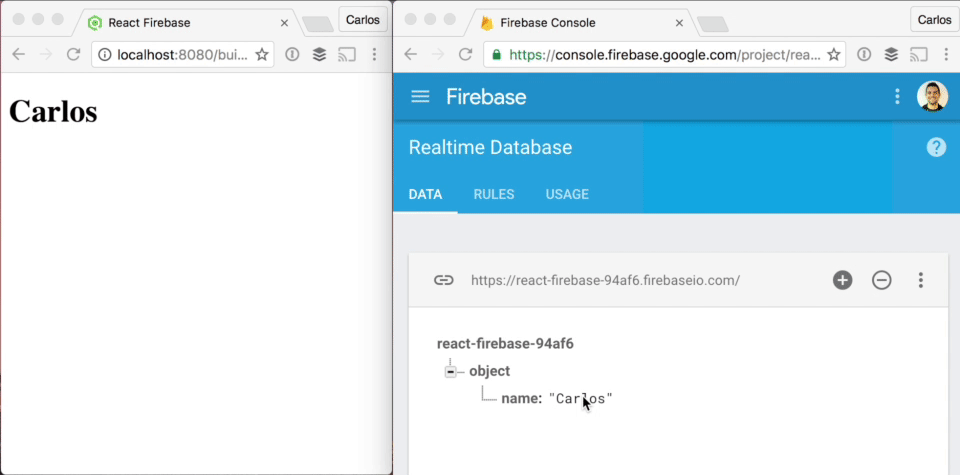 React Firebase
Carlos
localhost:8080/bui...
Carlos
Firebase Console
Carlos
https://console.firebase.google.com/project/rea...
Firebase
Realtime Database
DATA RULES USAGE
https://react-firebase-94af6.firebaseio.com/
react-firebase-94af6
object
name: "Carlos"